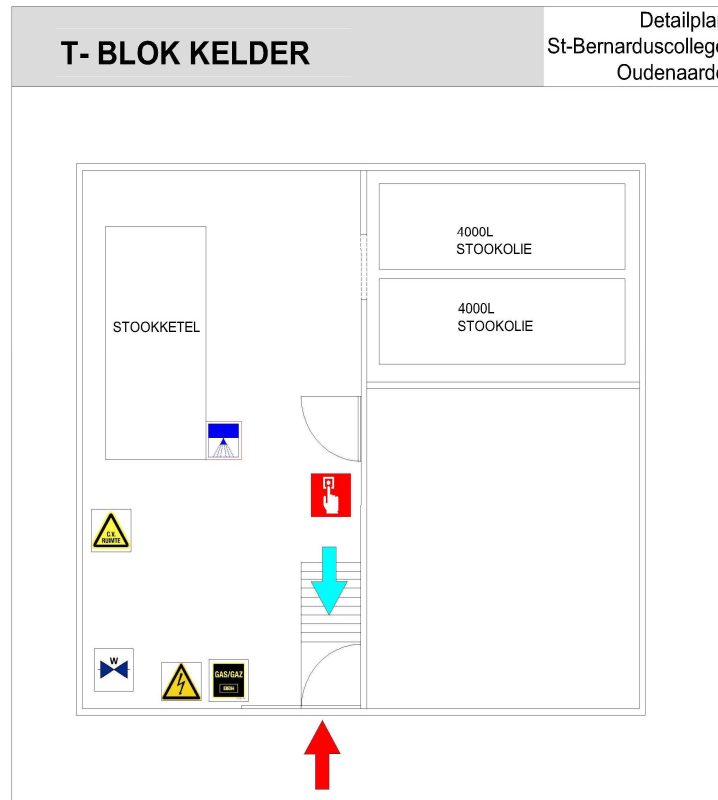 T- BLOK KELDER
Detailplan
St-Bernarduscollege
Oudenaarde
4000L
STOOKOLIE
4000L
STOOKOLIE
STOOKKETEL
C.V.
RUIMTE
W
GAS/GAZ